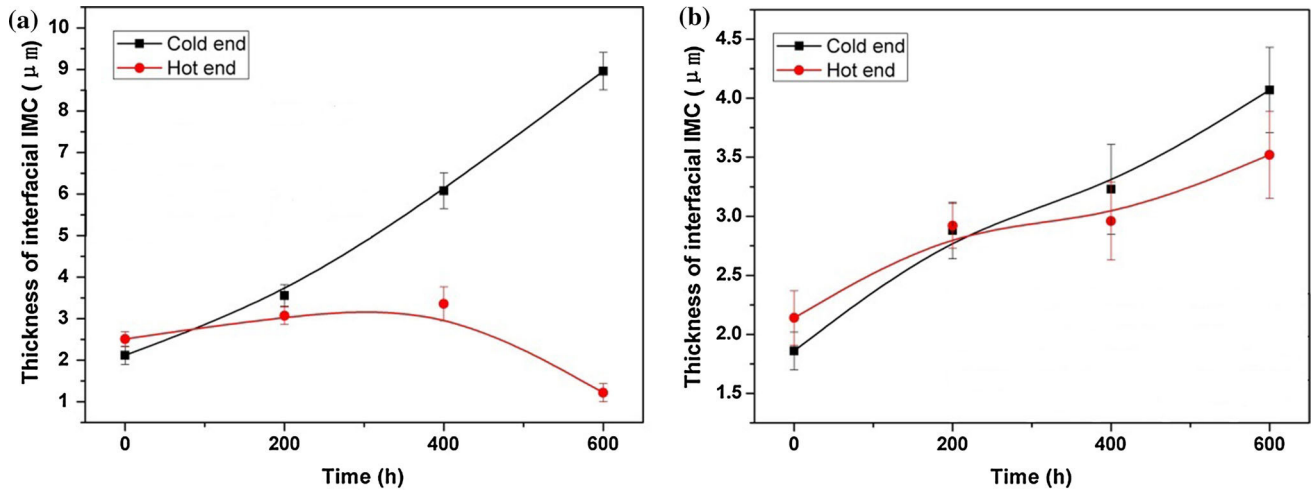 (a)
Thickness of interfacial IMC ( μm)
10
9
8
7
6
5
4
3
2
1
Cold end
Hot end
0
200
400
600
Time (h)
(b)
Thickness of interfacial IMC ( μm)
4.5
4.0
3.5
3.0
2.5
2.0
1.5
Cold end
Hot end
0
200
400
600
Time (h)